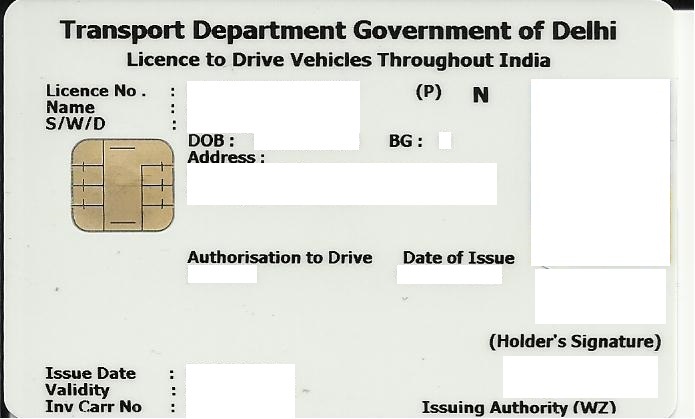 Transport Department Government of Delhi
Licence to Drive Vehicles Throughout India
Licence No . : (P) N
Name :
S/W/D :
DOB : BG :
Address :
Authorisation to Drive Date of Issue
(Holder's Signature)
Issue Date :
Validity :
Inv Carr No : Issuing Authority (WZ)